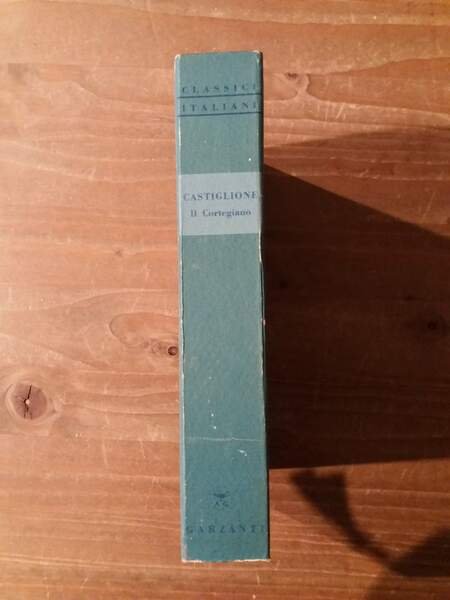 CLASSICI
ITALIANI
CASTIGLIONE
Il Cortegiano
A G
GARZANTI